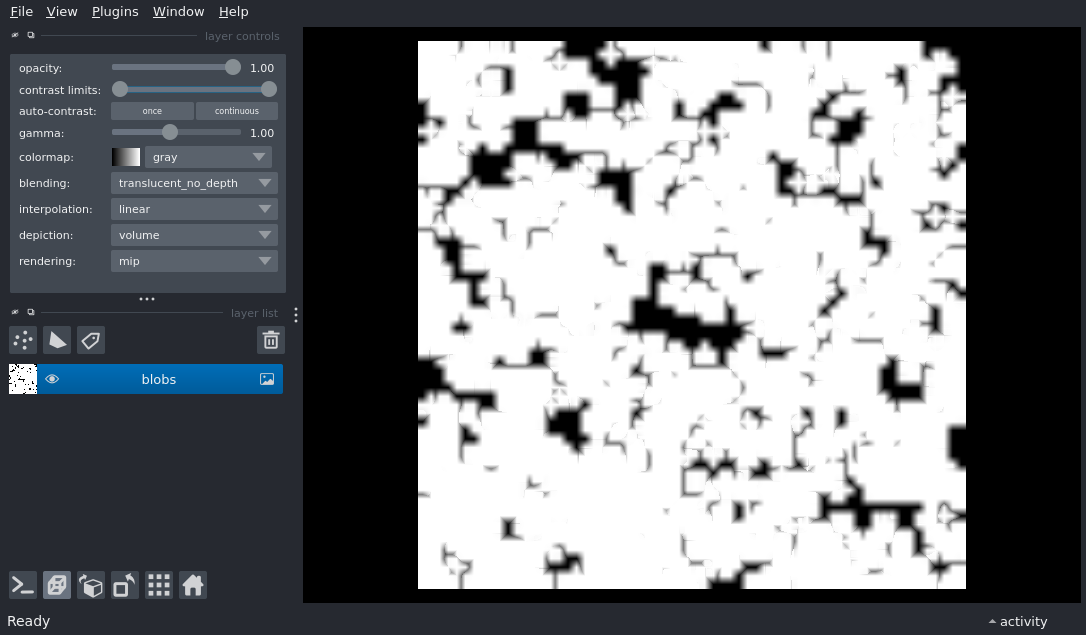 File View Plugins Window Help
layer controls
opacity: 1.00
contrast limits:
auto-contrast: once continuous
gamma: 1.00
colormap: gray
blending: translucent_no_depth
interpolation: linear
depiction: volume
rendering: mip
layer list
blobs
Ready activity